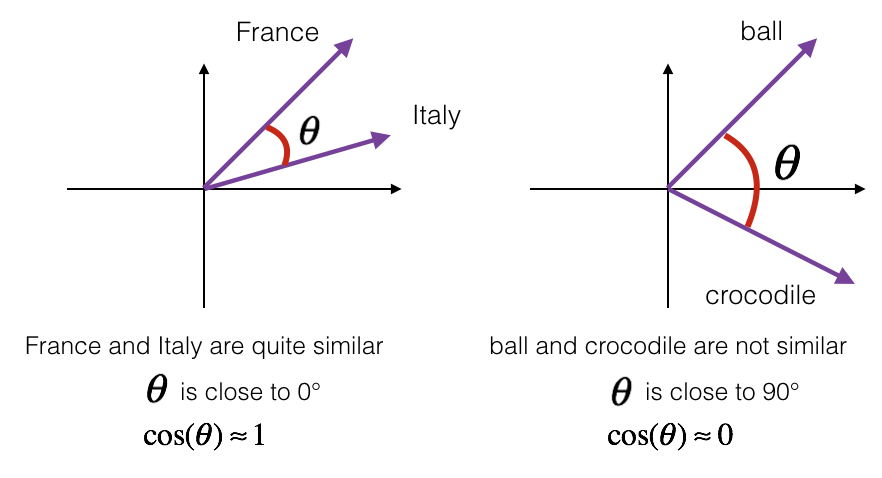 France
θ
Italy
France and Italy are quite similar
θ is close to 0°
cos(θ) ≈ 1
ball
θ
crocodile
ball and crocodile are not similar
θ is close to 90°
cos(θ) ≈ 0